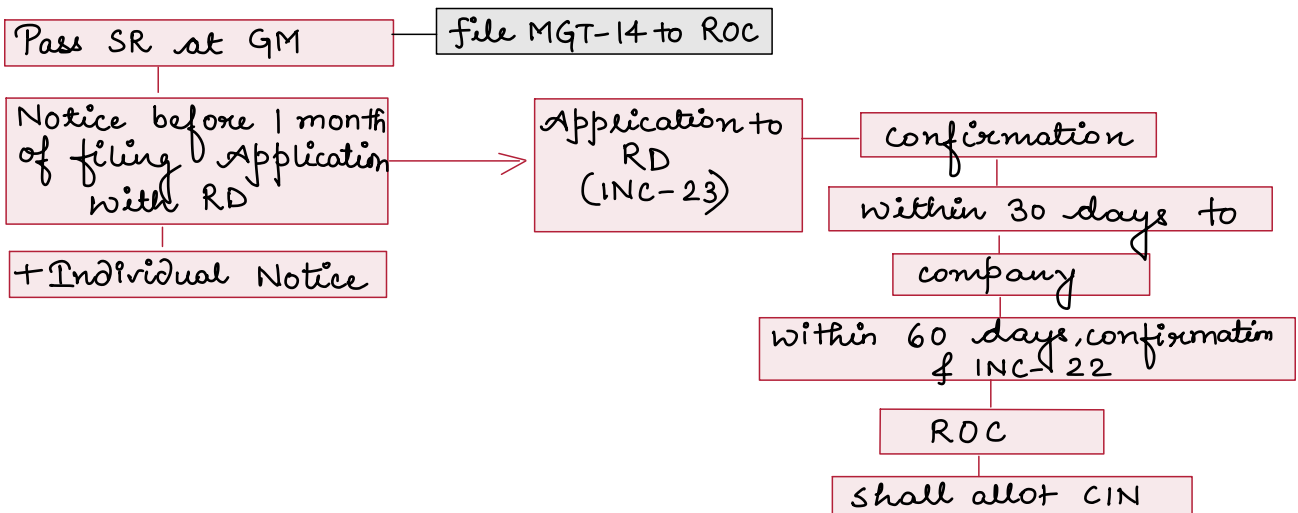 Pass SR at GM
file MGT-14 to ROC
Notice before 1 month
of filing Application
with RD
+Individual Notice
Application to
RD
(INC-23)
confirmation
within 30 days to
company
within 60 days, confirmation
& INC-22
ROC
shall allot CIN